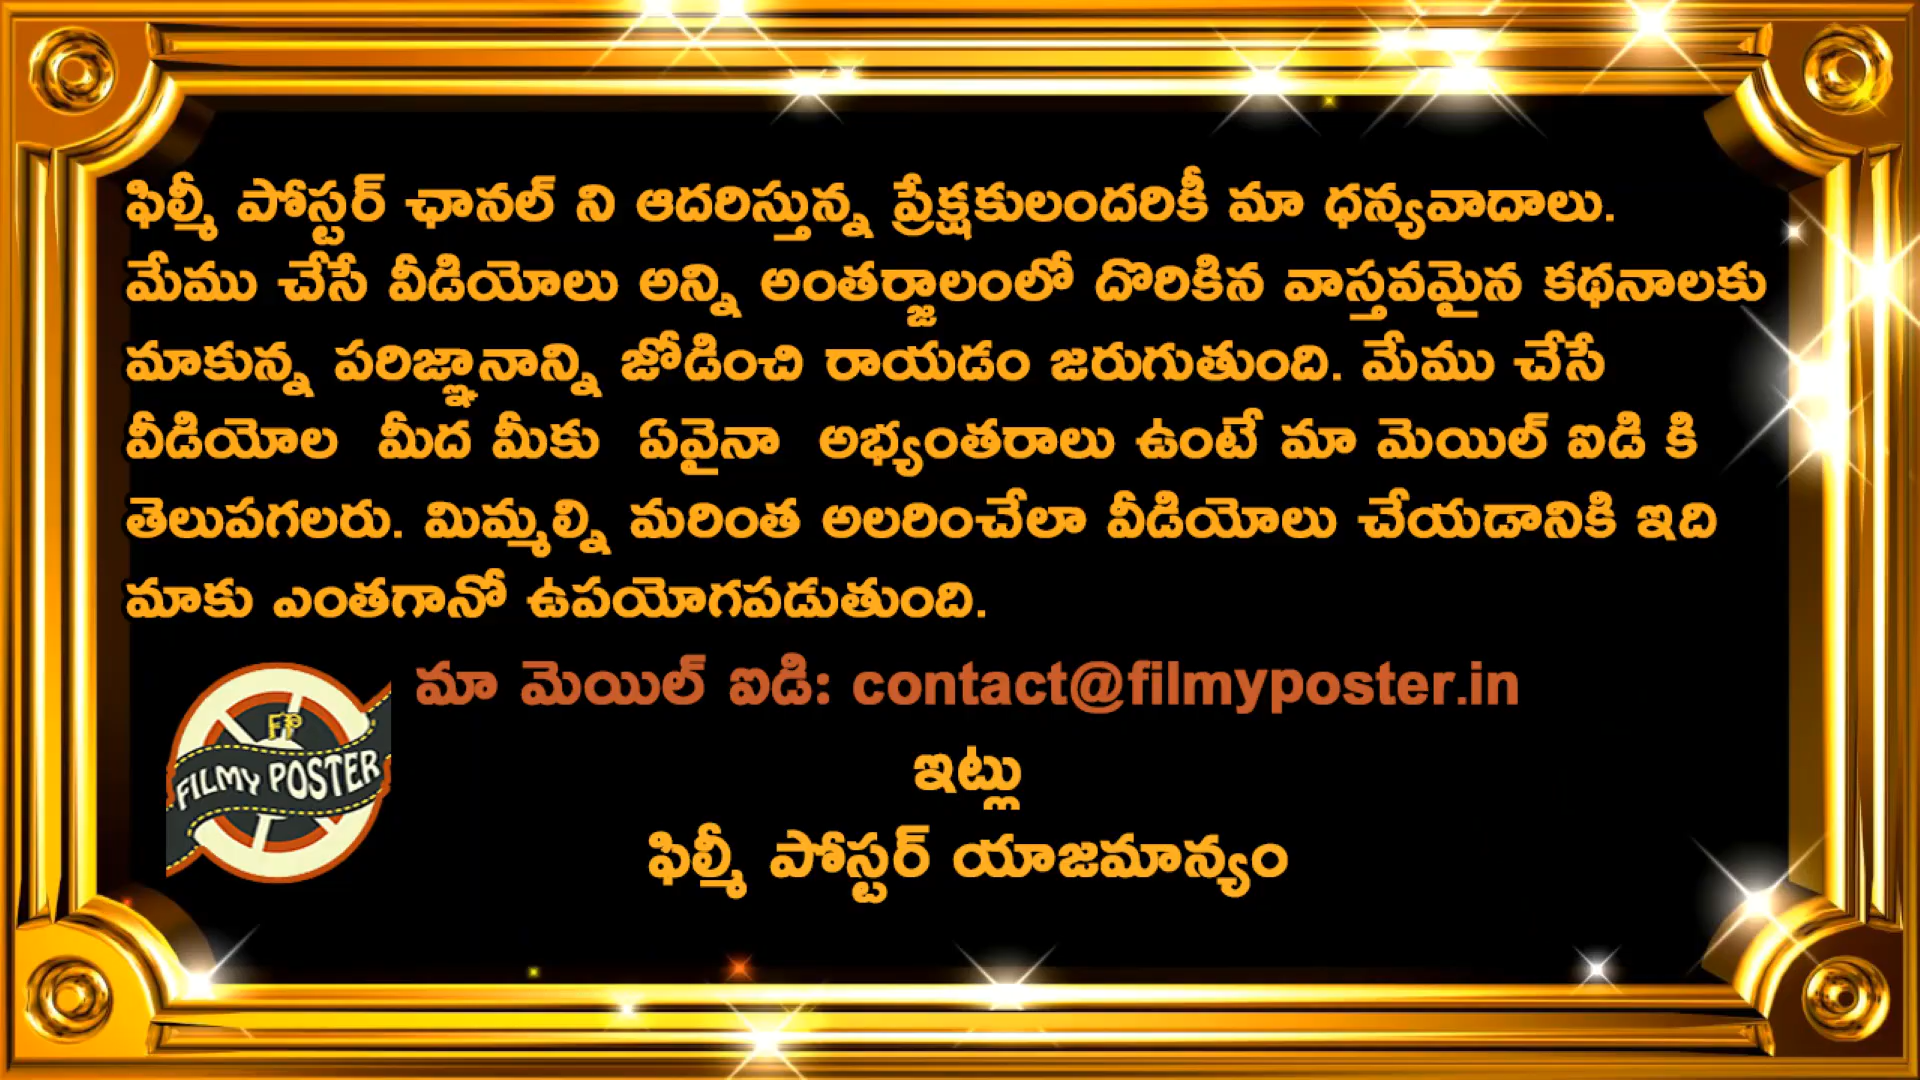 ఫిల్మీ పోస్టర్ ఛానల్ ని ఆదరిస్తున్న ప్రేక్షకులందరికీ మా ధన్యవాదాలు.
మేము చేసే వీడియోలు అన్ని అంతర్జాలంలో దొరికిన వాస్తవమైన కథనాలకు
మాకున్న పరిజ్ఞానాన్ని జోడించి రాయడం జరుగుతుంది. మేము చేసే
వీడియోల మీద మీకు ఏవైనా అభ్యంతరాలు ఉంటే మా మెయిల్ ఐడి కి
తెలుపగలరు. మిమ్మల్ని మరింత అలరించేలా వీడియోలు చేయడానికి ఇది
మాకు ఎంతగానో ఉపయోగపడుతుంది.
మా మెయిల్ ఐడి: contact@filmyposter.in
FP
FILMY POSTER
ఇట్లు
ఫిల్మీ పోస్టర్ యాజమాన్యం